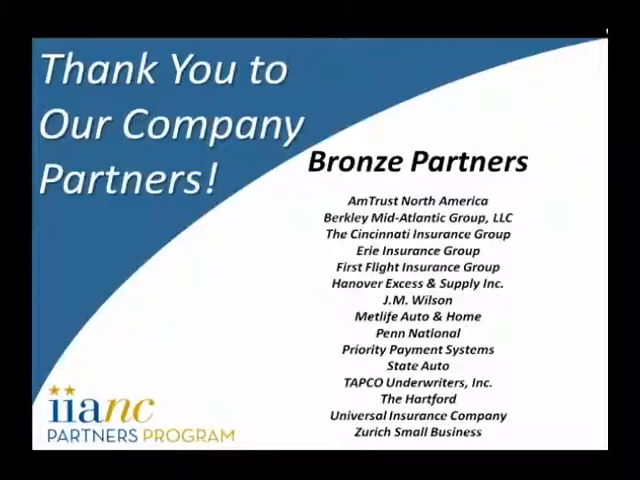 Thank You to
Our Company
Partners!
Bronze Partners
AmTrust North America
Berkley Mid-Atlantic Group, LLC
The Cincinnati Insurance Group
Erie Insurance Group
First Flight Insurance Group
Hanover Excess & Supply Inc.
J.M. Wilson
Metlife Auto & Home
Penn National
Priority Payment Systems
State Auto
TAPCO Underwriters, Inc.
The Hartford
Universal Insurance Company
Zurich Small Business
iianc
PARTNERS PROGRAM